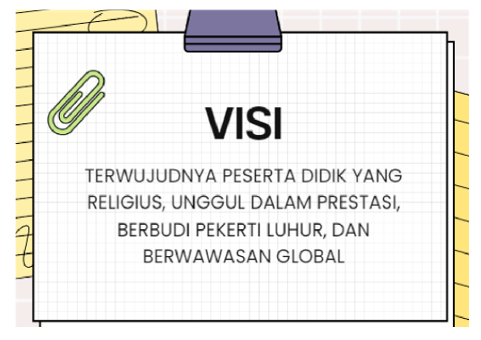 VISI
TERWUJUDNYA PESERTA DIDIK YANG
RELIGIUS, UNGGUL DALAM PRESTASI,
BERBUDI PEKERTI LUHUR, DAN
BERWAWASAN GLOBAL